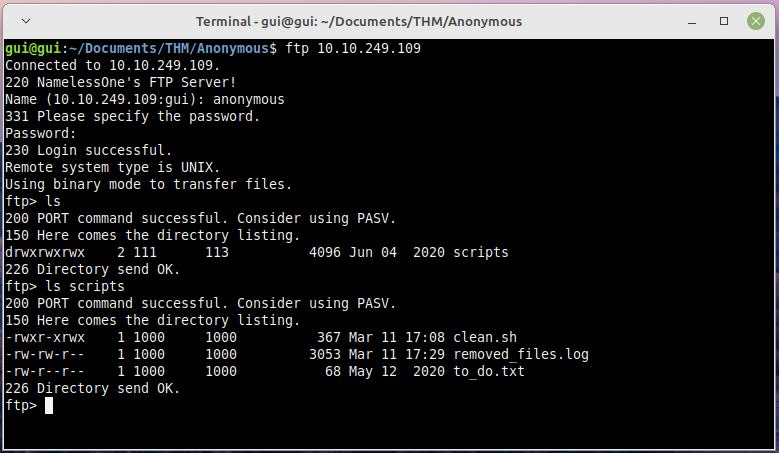 Terminal - gui@gui: ~/Documents/THM/Anonymous
gui@gui:~/Documents/THM/Anonymous$ ftp 10.10.249.109
Connected to 10.10.249.109.
220 NamelessOne's FTP Server!
Name (10.10.249.109:gui): anonymous
331 Please specify the password.
Password:
230 Login successful.
Remote system type is UNIX.
Using binary mode to transfer files.
ftp> ls
200 PORT command successful. Consider using PASV.
150 Here comes the directory listing.
drwxrwxrwx    2 111      113          4096 Jun 04  2020 scripts
226 Directory send OK.
ftp> ls scripts
200 PORT command successful. Consider using PASV.
150 Here comes the directory listing.
-rwxr-xrwx    1 1000     1000          367 Mar 11 17:08 clean.sh
-rw-rw-r--    1 1000     1000         3053 Mar 11 17:29 removed_files.log
-rw-r--r--    1 1000     1000           68 May 12  2020 to_do.txt
226 Directory send OK.
ftp>